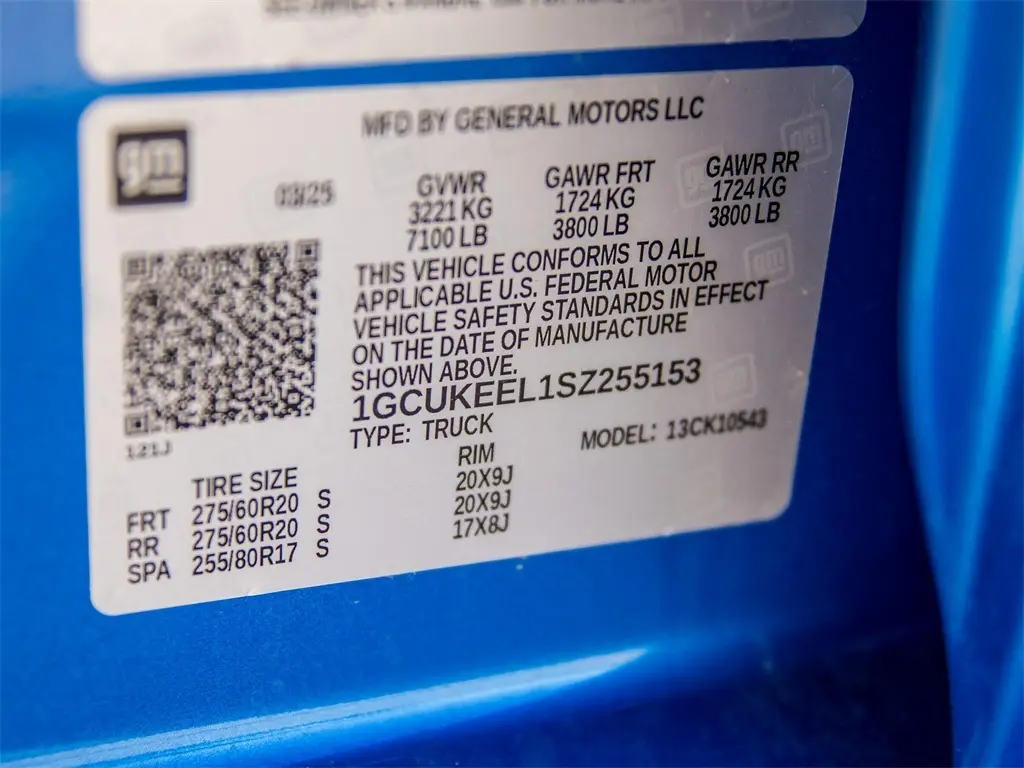 MFD BY GENERAL MOTORS LLC
gm
03/25
GVWR GAWR FRT GAWR RR
3221 KG 1724 KG 1724 KG
7100 LB 3800 LB 3800 LB
THIS VEHICLE CONFORMS TO ALL
APPLICABLE U.S. FEDERAL MOTOR
VEHICLE SAFETY STANDARDS IN EFFECT
ON THE DATE OF MANUFACTURE
SHOWN ABOVE.
1GCUKEEL1SZ255153
121J
TYPE: TRUCK MODEL: 13CK10543
TIRE SIZE RIM
FRT 275/60R20 S 20X9J
RR 275/60R20 S 20X9J
SPA 255/80R17 S 17X8J